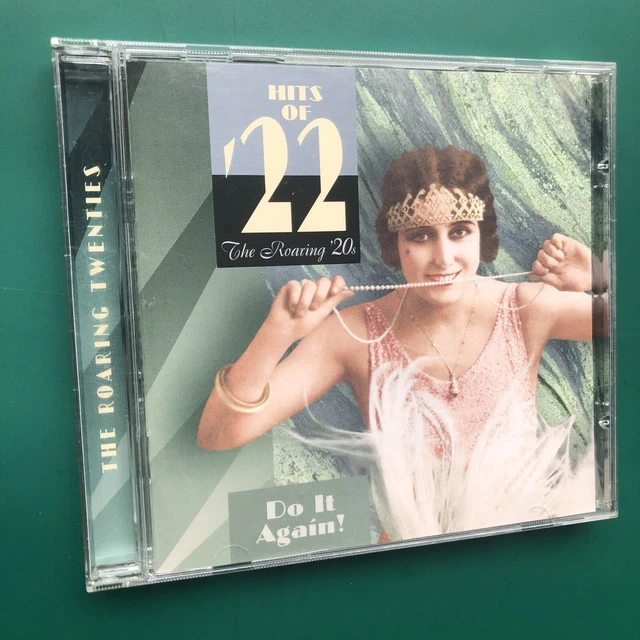 THE ROARING TWENTIES
HITS
OF
'22
The Roaring '20s
Do It
Again!